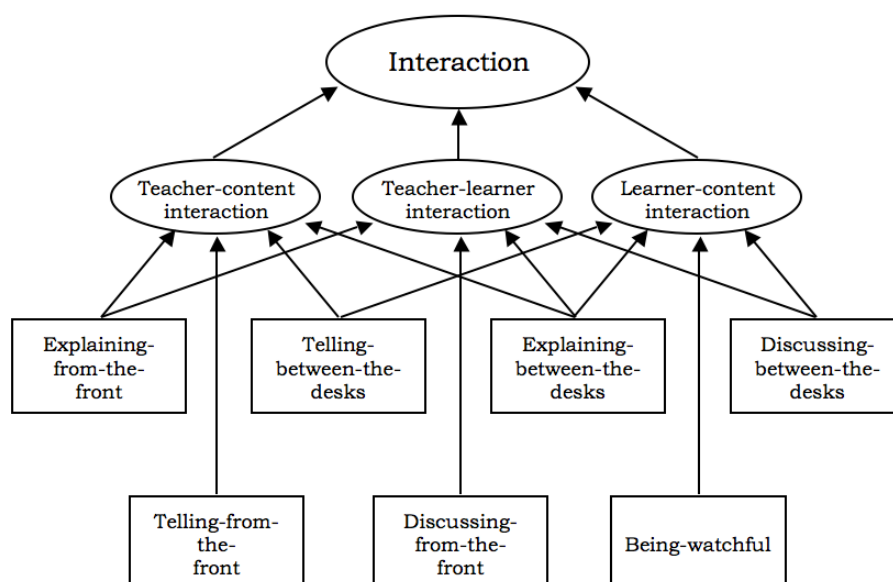 Interaction
Teacher-content
interaction
Teacher-learner
interaction
Learner-content
interaction
Explaining-
from-the-
front
Telling-
between-the-
desks
Explaining-
between-the-
desks
Discussing-
between-the-
desks
Telling-from-
the-
front
Discussing-
from-the-
front
Being-watchful